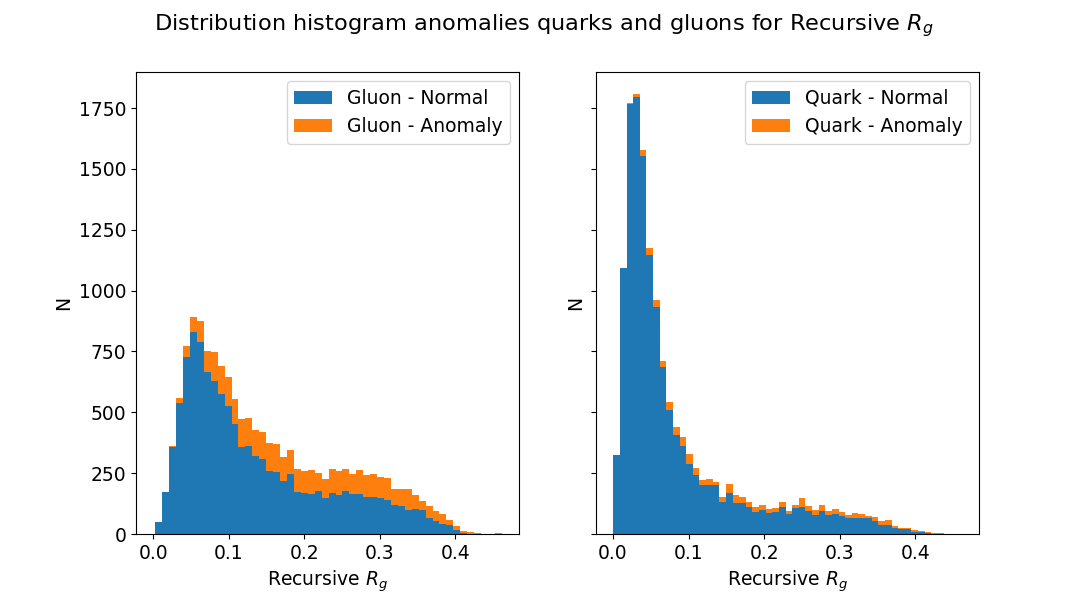 Distribution histogram anomalies quarks and gluons for Recursive $R_g$
Gluon - Normal
Gluon - Anomaly
N
1750
1500
1250
1000
750
500
250
0
0.0 0.1 0.2 0.3 0.4
Recursive $R_g$
Quark - Normal
Quark - Anomaly
N
0.0 0.1 0.2 0.3 0.4
Recursive $R_g$